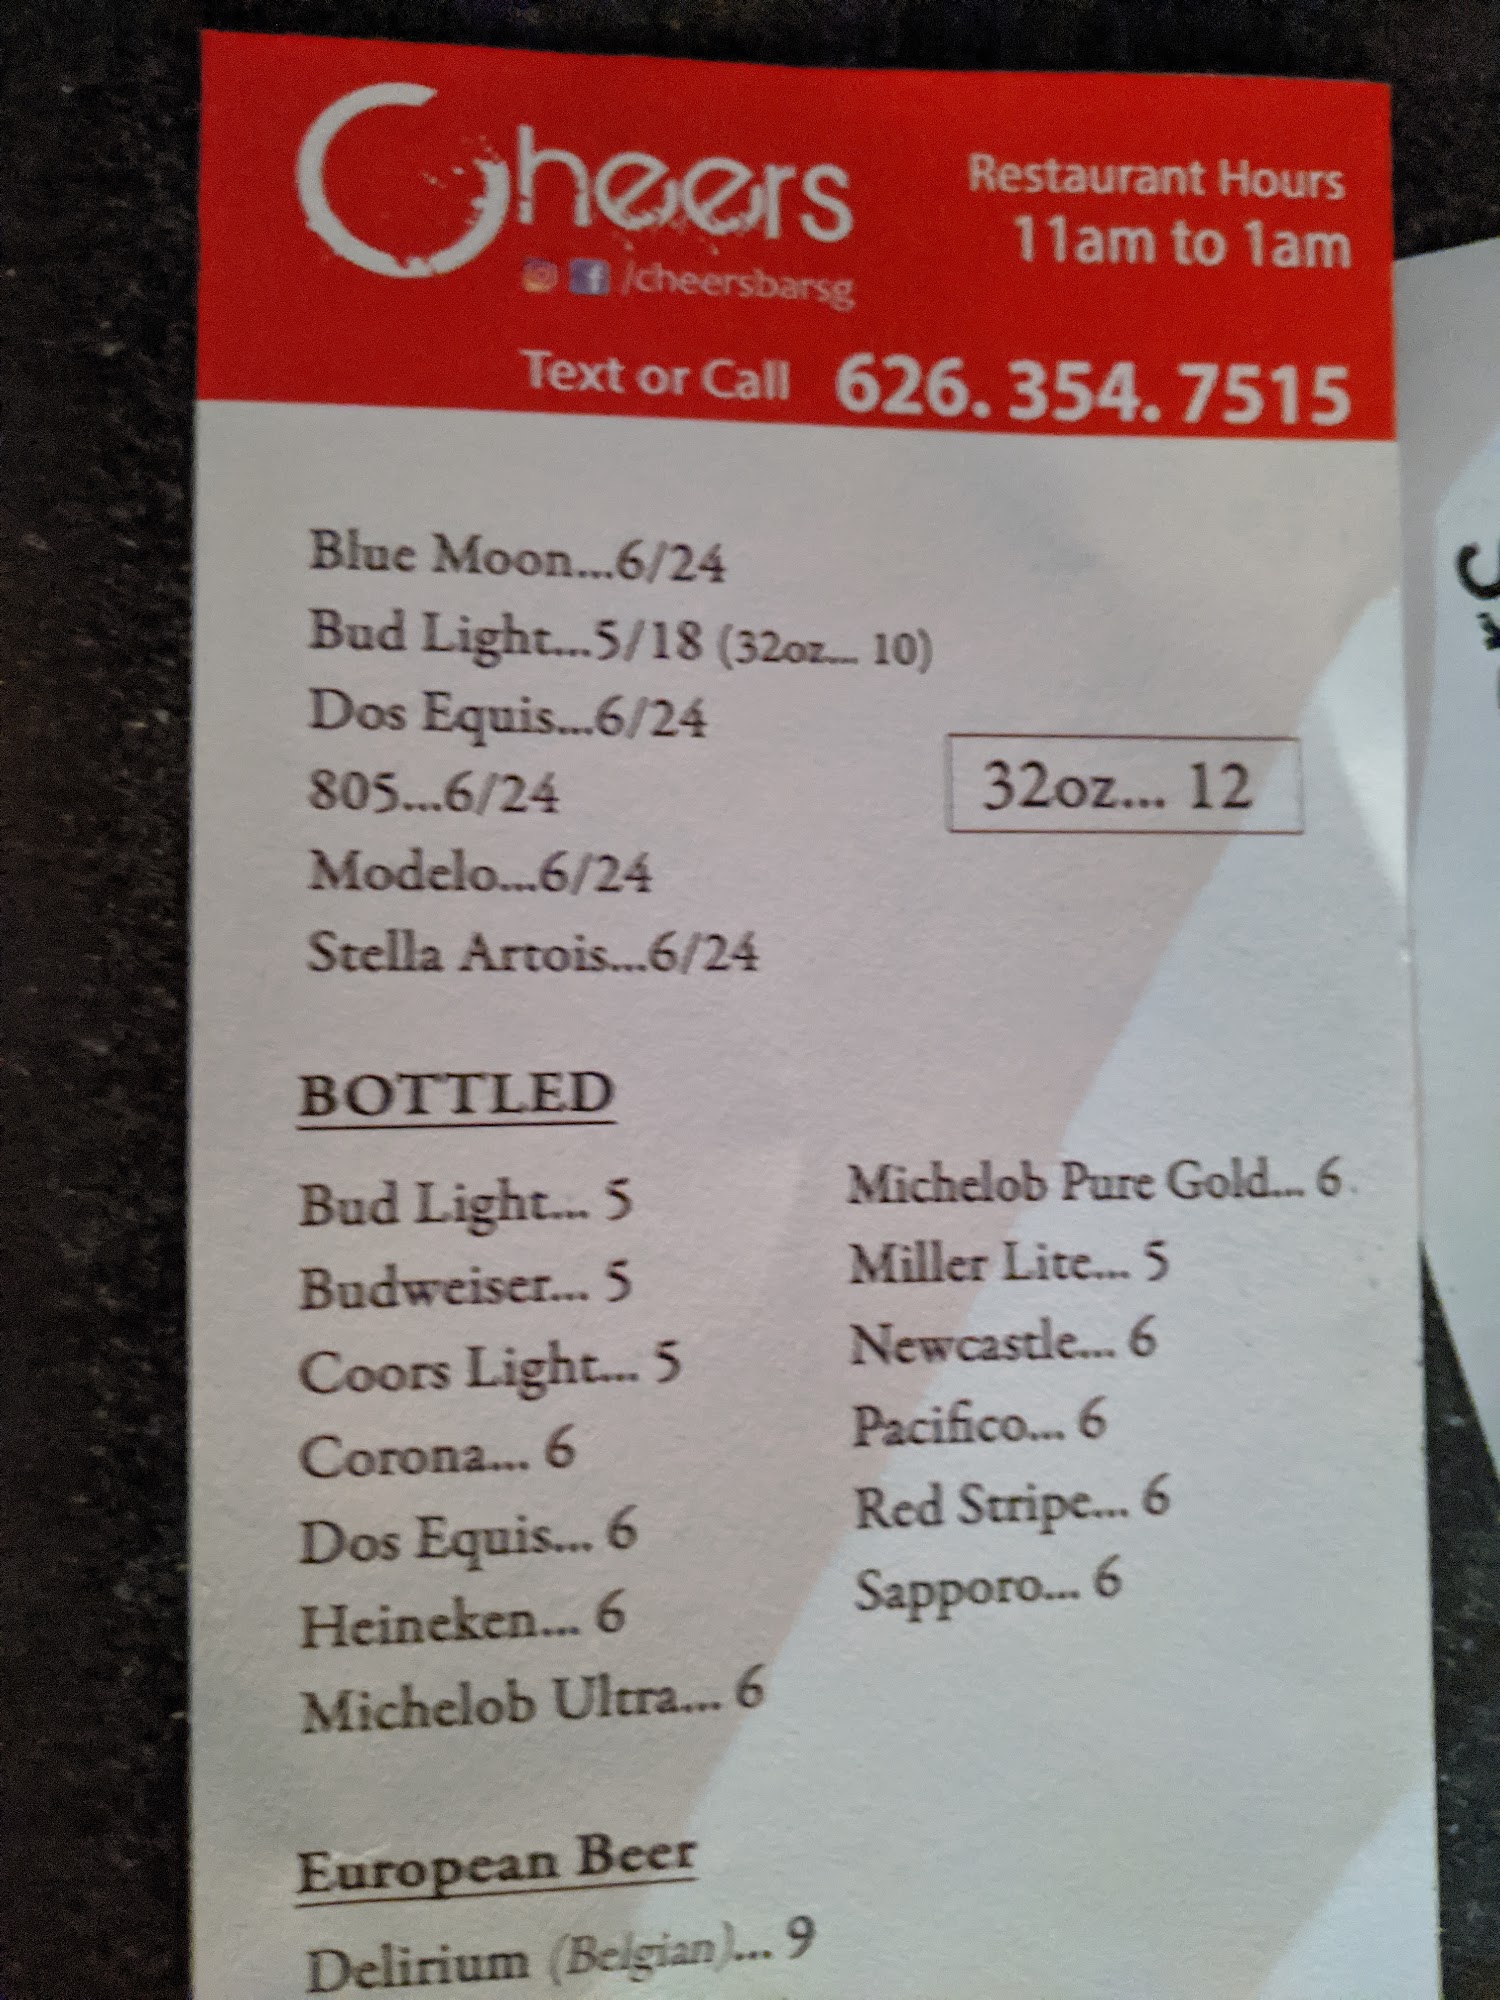 Cheers
Restaurant Hours
11am to 1am
/cheersbarsg
Text or Call 626.354.7515
Blue Moon...6/24
Bud Light...5/18 (32oz... 10)
Dos Equis...6/24
805...6/24
Modelo...6/24
Stella Artois...6/24
32oz... 12
BOTTLED
Bud Light... 5
Budweiser... 5
Coors Light... 5
Corona... 6
Dos Equis... 6
Heineken... 6
Michelob Ultra.... 6
Michelob Pure Gold... 6
Miller Lite... 5
Newcastle... 6
Pacifico... 6
Red Stripe... 6
Sapporo... 6
European Beer
Delirium (Belgian)... 9